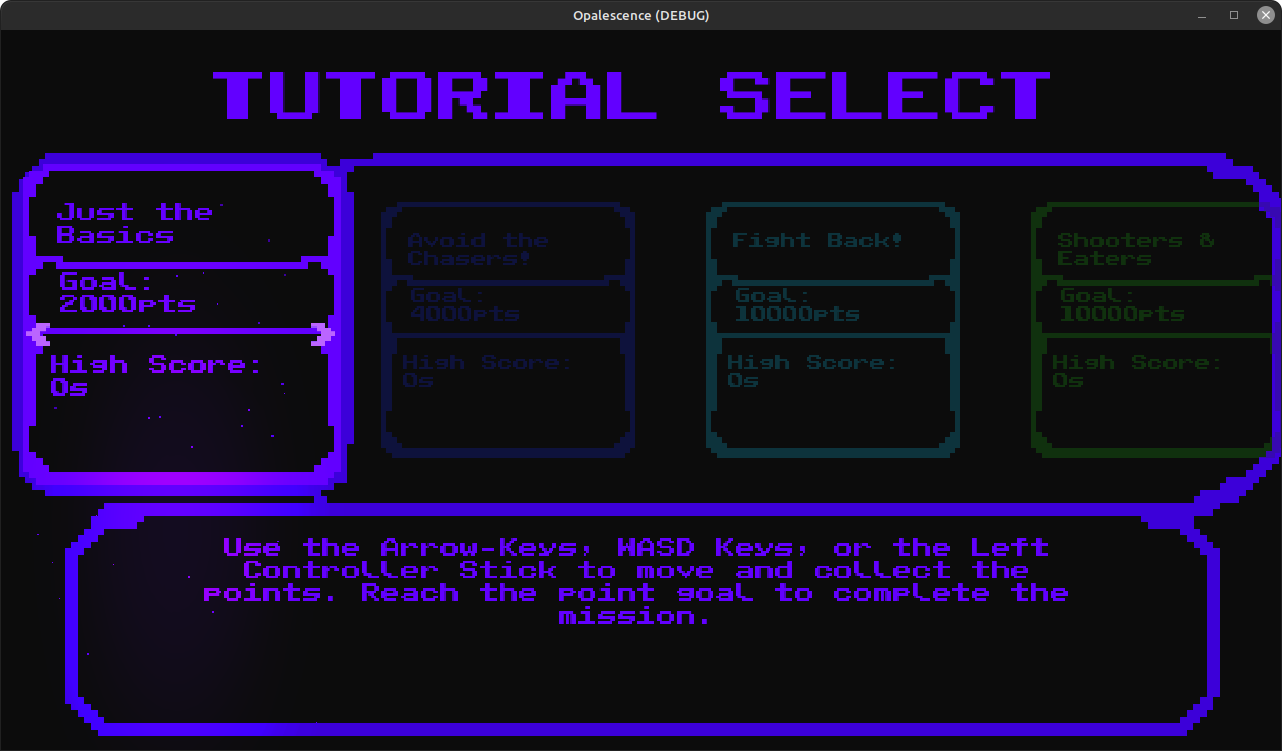 Opalescence (DEBUG)
TUTORIAL SELECT
Just the
Basics
Goal:
2000pts
High Score:
0s
Avoid the
Chasers!
Goal:
4000pts
High Score:
0s
Fight Back!
Goal:
10000pts
High Score:
0s
Shooters &
Eaters
Goal:
10000pts
High Score:
0s
Use the Arrow-Keys, WASD Keys, or the Left
Controller Stick to move and collect the
points. Reach the point goal to complete the
mission.